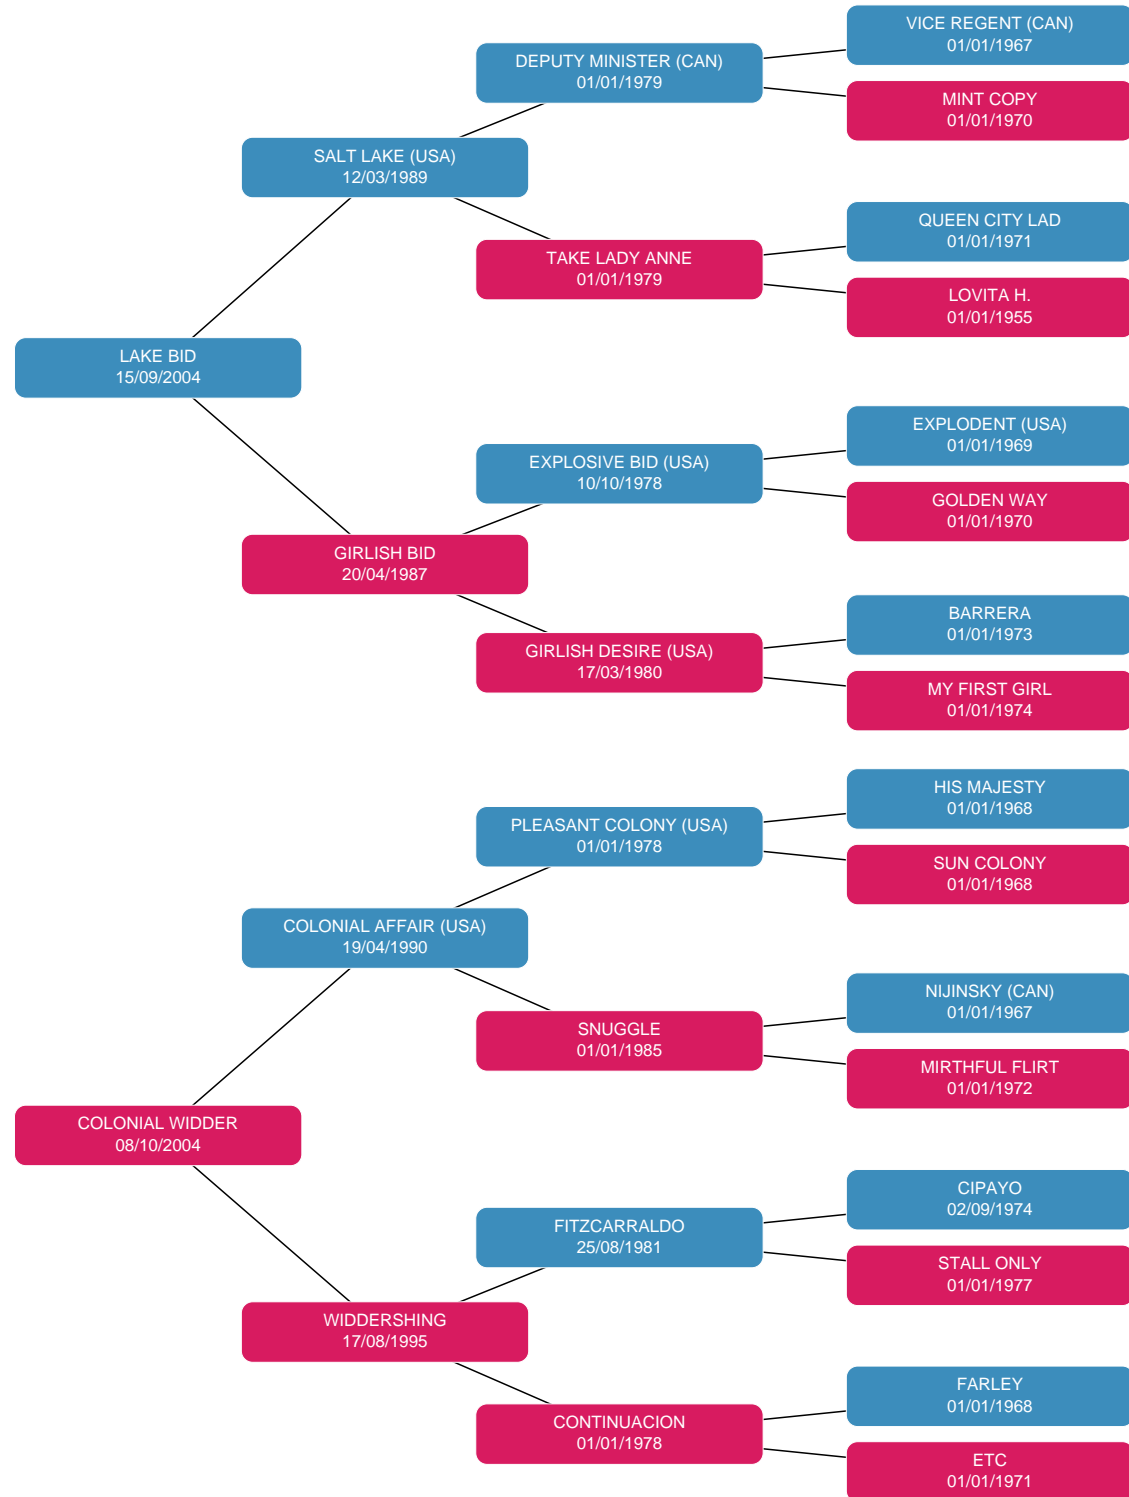 VICE REGENT (CAN)
01/01/1967
DEPUTY MINISTER (CAN)
01/01/1979
MINT COPY
01/01/1970
SALT LAKE (USA)
12/03/1989
QUEEN CITY LAD
01/01/1971
TAKE LADY ANNE
01/01/1979
LOVITA H.
01/01/1955
LAKE BID
15/09/2004
EXPLODENT (USA)
01/01/1969
EXPLOSIVE BID (USA)
10/10/1978
GOLDEN WAY
01/01/1970
GIRLISH BID
20/04/1987
BARRERA
01/01/1973
GIRLISH DESIRE (USA)
17/03/1980
MY FIRST GIRL
01/01/1974
HIS MAJESTY
01/01/1968
PLEASANT COLONY (USA)
01/01/1978
SUN COLONY
01/01/1968
COLONIAL AFFAIR (USA)
19/04/1990
NIJINSKY (CAN)
01/01/1967
SNUGGLE
01/01/1985
MIRTHFUL FLIRT
01/01/1972
COLONIAL WIDDER
08/10/2004
CIPAYO
02/09/1974
FITZCARRALDO
25/08/1981
STALL ONLY
01/01/1977
WIDDERSHING
17/08/1995
FARLEY
01/01/1968
CONTINUACION
01/01/1978
ETC
01/01/1971